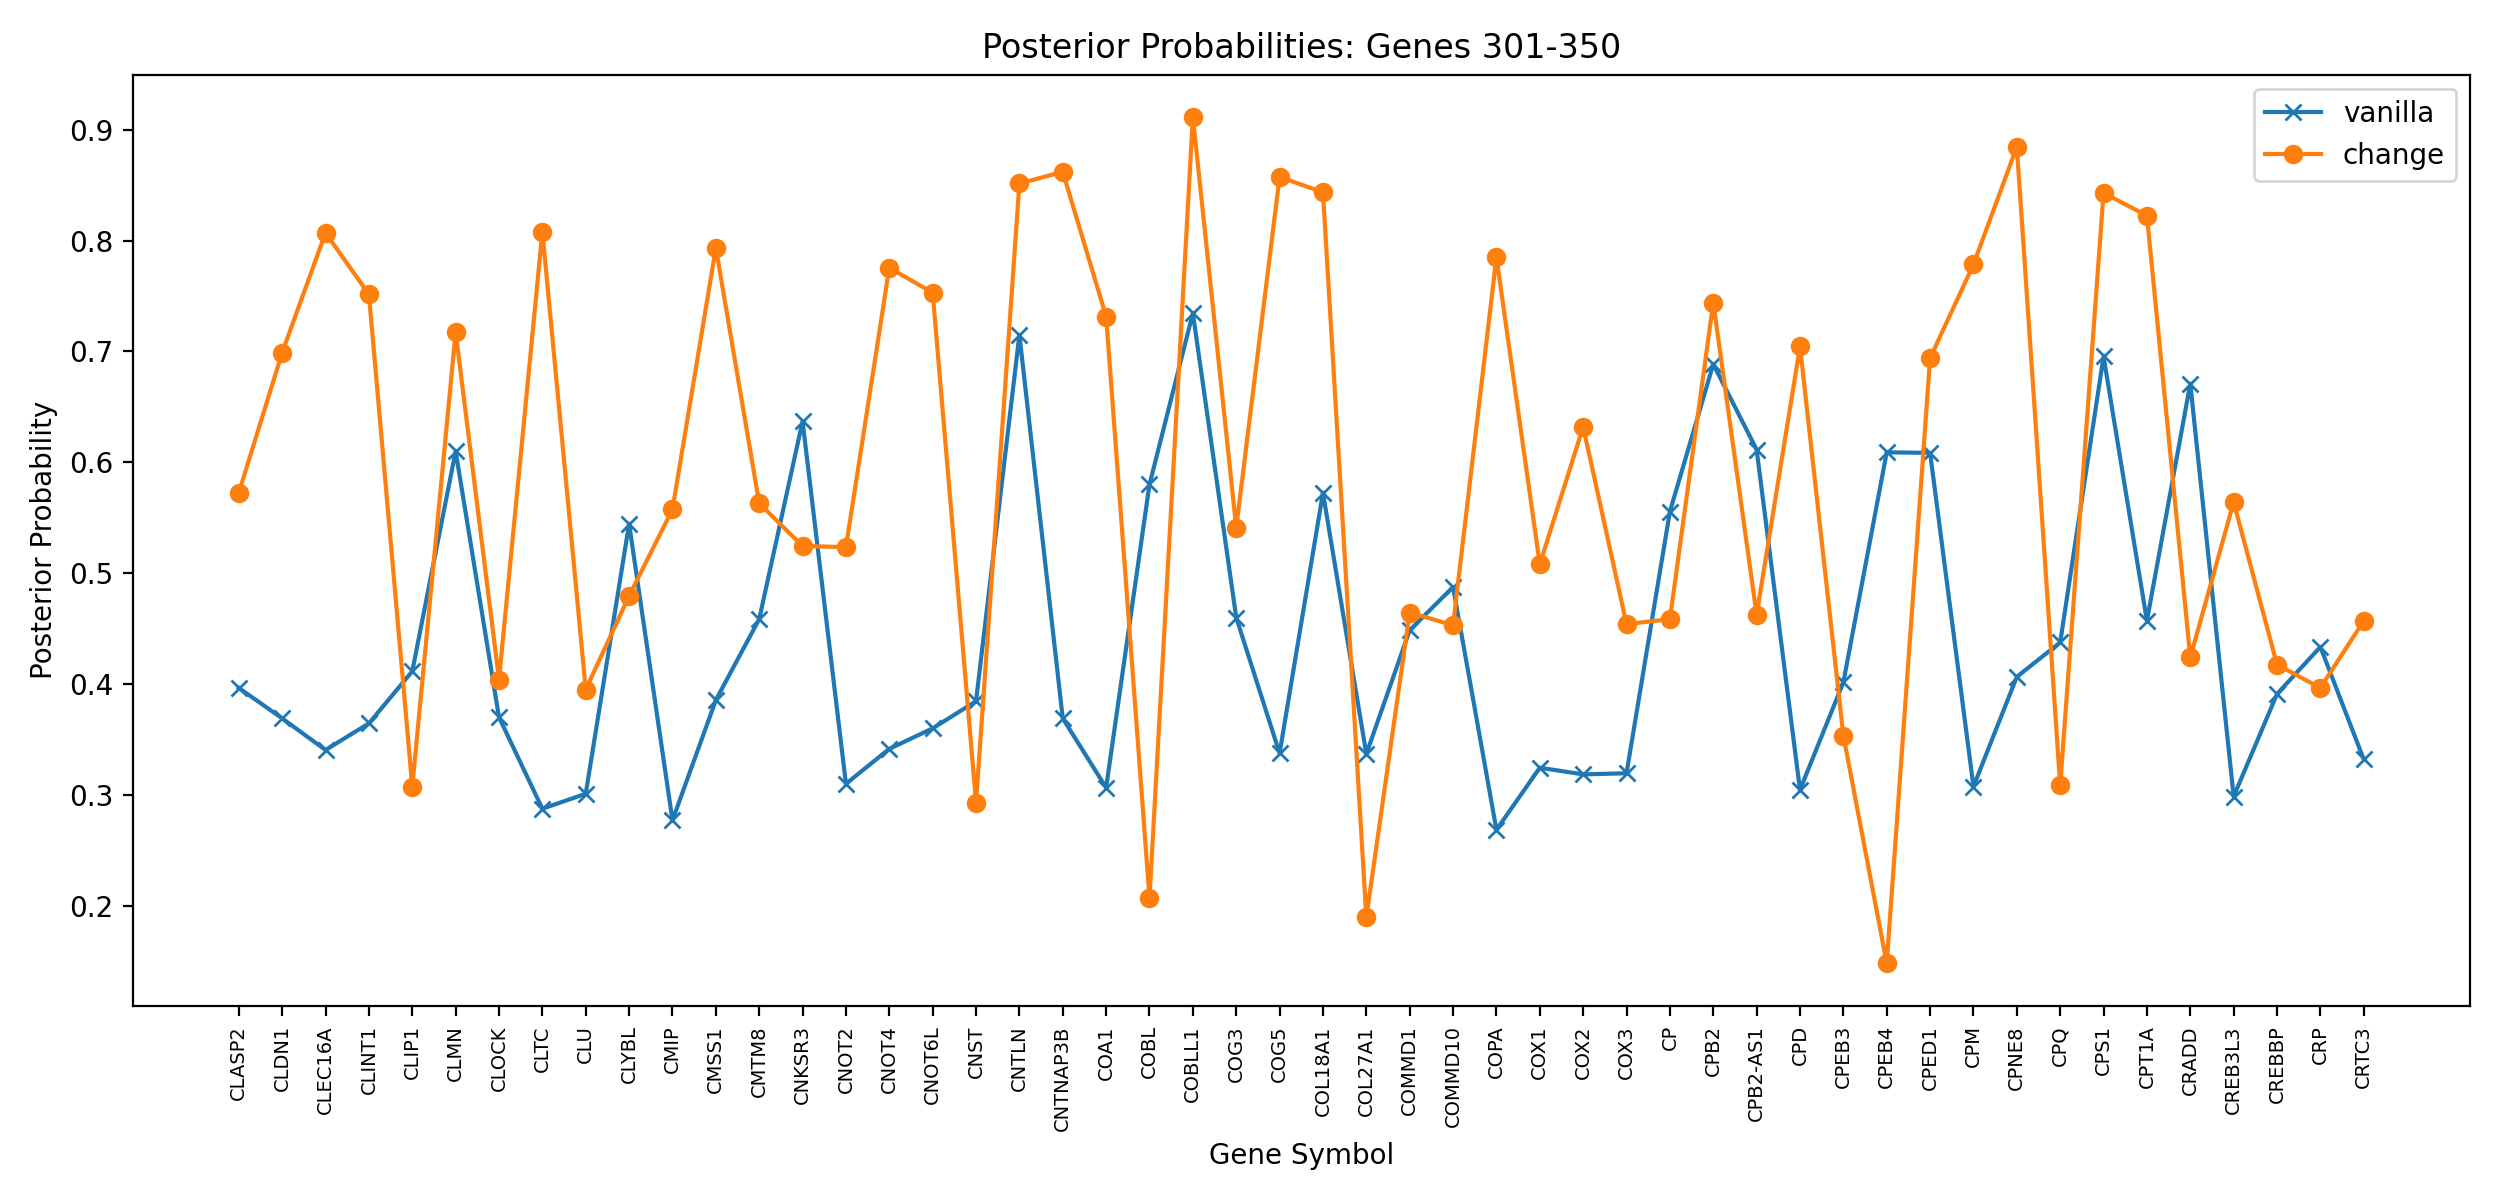 Posterior Probabilities: Genes 301-350
vanilla
change
Posterior Probability
0.9
0.8
0.7
0.6
0.5
0.4
0.3
0.2
CLASP2
CLDN1
CLEC16A
CLINT1
CLIP1
CLMN
CLOCK
CLTC
CLU
CLYBL
CMIP
CMSS1
CMTM8
CNKSR3
CNOT2
CNOT4
CNOT6L
CNST
CNTLN
CNTNAP3B
COA1
COBL
COBLL1
COG3
COG5
COL18A1
COL27A1
COMMD1
COMMD10
COPA
COX1
COX2
COX3
CP
CPB2
CPB2-AS1
CPD
CPEB3
CPEB4
CPED1
CPM
CPNE8
CPQ
CPS1
CPT1A
CRADD
CREB3L3
CREBBP
CRP
CRTC3
Gene Symbol